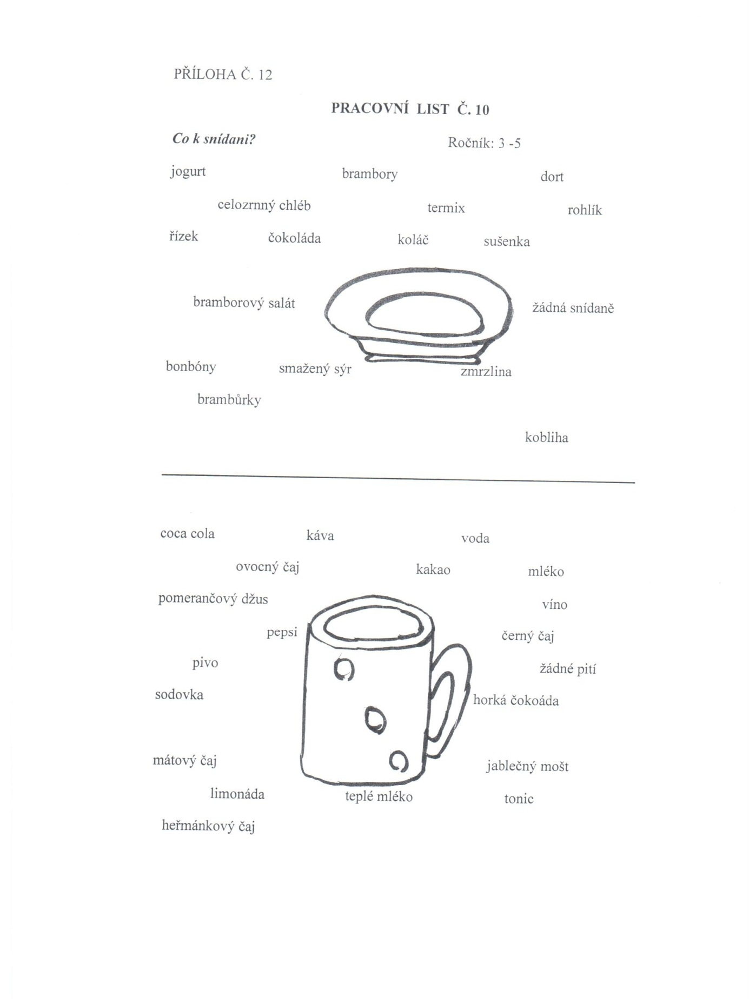 PŘÍLOHA Č. 12
PRACOVNÍ LIST Č. 10
Co k snídani? Ročník: 3 -5
jogurt brambory dort
celozrnný chléb termix rohlík
řízek čokoláda koláč sušenka
bramborový salát žádná snídaně
bonbóny smažený sýr zmrzlina
brambůrky
kobliha
coca cola káva voda
ovocný čaj kakao mléko
pomerančový džus víno
pepsi černý čaj
pivo žádné pití
sodovka horká čokoáda
mátový čaj jablečný mošt
limonáda teplé mléko tonic
heřmánkový čaj